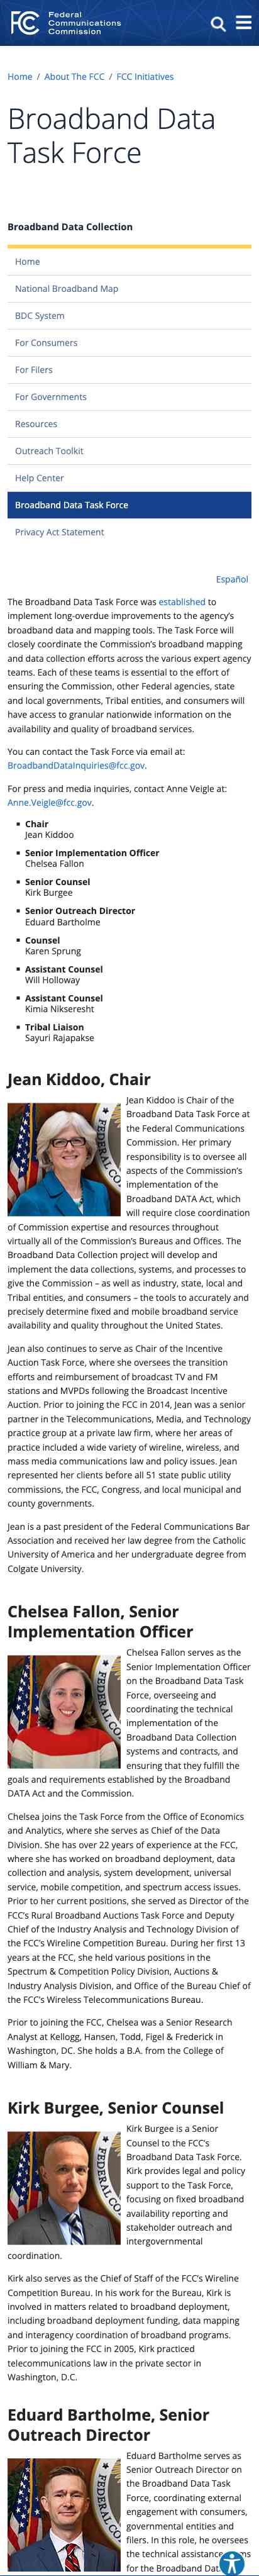 Federal
Communications
Commission
Home / About The FCC / FCC Initiatives
Broadband Data
Task Force
Broadband Data Collection
Home
National Broadband Map
BDC System
For Consumers
For Filers
For Governments
Resources
Outreach Toolkit
Help Center
Broadband Data Task Force
Privacy Act Statement
Español
The Broadband Data Task Force was established to
implement long-overdue improvements to the agency's
broadband data and mapping tools. The Task Force will
closely coordinate the Commission's broadband mapping
and data collection efforts across the various expert agency
teams. Each of these teams is essential to the effort of
ensuring the Commission, other Federal agencies, state
and local governments, Tribal entities, and consumers will
have access to granular nationwide information on the
availability and quality of broadband services.
You can contact the Task Force via email at:
BroadbandDataInquiries@fcc.gov.
For press and media inquiries, contact Anne Veigle at:
Anne.Veigle@fcc.gov.
Chair
Jean Kiddoo
Senior Implementation Officer
Chelsea Fallon
Senior Counsel
Kirk Burgee
Senior Outreach Director
Eduard Bartholme
Counsel
Karen Sprung
Assistant Counsel
Will Holloway
Assistant Counsel
Kimia Nikseresht
Tribal Liaison
Sayuri Rajapakse
Jean Kiddoo, Chair
Jean Kiddoo is Chair of the
Broadband Data Task Force at
the Federal Communications
Commission. Her primary
responsibility is to oversee all
aspects of the Commission's
implementation of the
Broadband DATA Act, which
will require close coordination
of Commission expertise and resources throughout
virtually all of the Commission's Bureaus and Offices. The
Broadband Data Collection project will develop and
implement the data collections, systems, and processes to
give the Commission – as well as industry, state, local and
Tribal entities, and consumers – the tools to accurately and
precisely determine fixed and mobile broadband service
availability and quality throughout the United States.
Jean also continues to serve as Chair of the Incentive
Auction Task Force, where she oversees the transition
efforts and reimbursement of broadcast TV and FM
stations and MVPDs following the Broadcast Incentive
Auction. Prior to joining the FCC in 2014, Jean was a senior
partner in the Telecommunications, Media, and Technology
practice group at a private law firm, where her areas of
practice included a wide variety of wireline, wireless, and
mass media communications law and policy issues. Jean
represented her clients before all 51 state public utility
commissions, the FCC, Congress, and local municipal and
county governments.
Jean is a past president of the Federal Communications Bar
Association and received her law degree from the Catholic
University of America and her undergraduate degree from
Colgate University.
Chelsea Fallon, Senior
Implementation Officer
Chelsea Fallon serves as the
Senior Implementation Officer
on the Broadband Data Task
Force, overseeing and
coordinating the technical
implementation of the
Broadband Data Collection
systems and contracts, and
ensuring that they fulfill the
goals and requirements established by the Broadband
DATA Act and the Commission.
Chelsea joins the Task Force from the Office of Economics
and Analytics, where she serves as Chief of the Data
Division. She has over 22 years of experience at the FCC,
where she has worked on broadband deployment, data
collection and analysis, system development, universal
service, mobile competition, and spectrum access issues.
Prior to her current positions, she served as Director of the
FCC's Rural Broadband Auctions Task Force and Deputy
Chief of the Industry Analysis and Technology Division of
the FCC's Wireline Competition Bureau. During her first 13
years at the FCC, she held various positions in the
Spectrum & Competition Policy Division, Auctions &
Industry Analysis Division, and Office of the Bureau Chief of
the FCC's Wireless Telecommunications Bureau.
Prior to joining the FCC, Chelsea was a Senior Research
Analyst at Kellogg, Hansen, Todd, Figel & Frederick in
Washington, DC. She holds a B.A. from the College of
William & Mary.
Kirk Burgee, Senior Counsel
Kirk Burgee is a Senior
Counsel to the FCC's
Broadband Data Task Force.
Kirk provides legal and policy
support to the Task Force,
focusing on fixed broadband
availability reporting and
stakeholder outreach and
intergovernmental
coordination.
Kirk also serves as the Chief of Staff of the FCC's Wireline
Competition Bureau. In his work for the Bureau, Kirk is
involved in matters related to broadband deployment,
including broadband deployment funding, data mapping
and interagency coordination of broadband programs.
Prior to joining the FCC in 2005, Kirk practiced
telecommunications law in the private sector in
Washington, D.C.
Eduard Bartholme, Senior
Outreach Director
Eduard Bartholme serves as
Senior Outreach Director on
the Broadband Data Task
Force, coordinating external
engagement with consumers,
governmental entities and
filers. In this role, he oversees
the technical assistance
for the Broadband